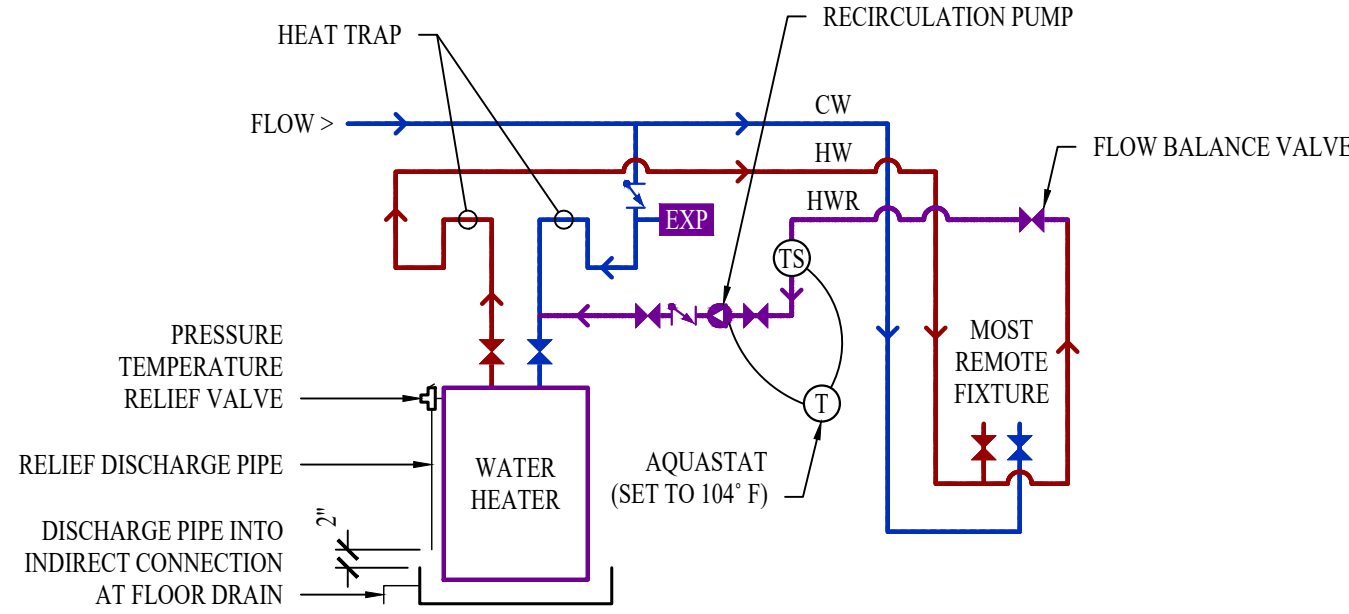 RECIRCULATION PUMP
HEAT TRAP
CW
FLOW >
HW
FLOW BALANCE VALVE
HWR
EXP
TS
PRESSURE
TEMPERATURE
RELIEF VALVE
MOST
REMOTE
FIXTURE
T
RELIEF DISCHARGE PIPE
WATER
HEATER
AQUASTAT
(SET TO 104° F)
2"
DISCHARGE PIPE INTO
INDIRECT CONNECTION
AT FLOOR DRAIN